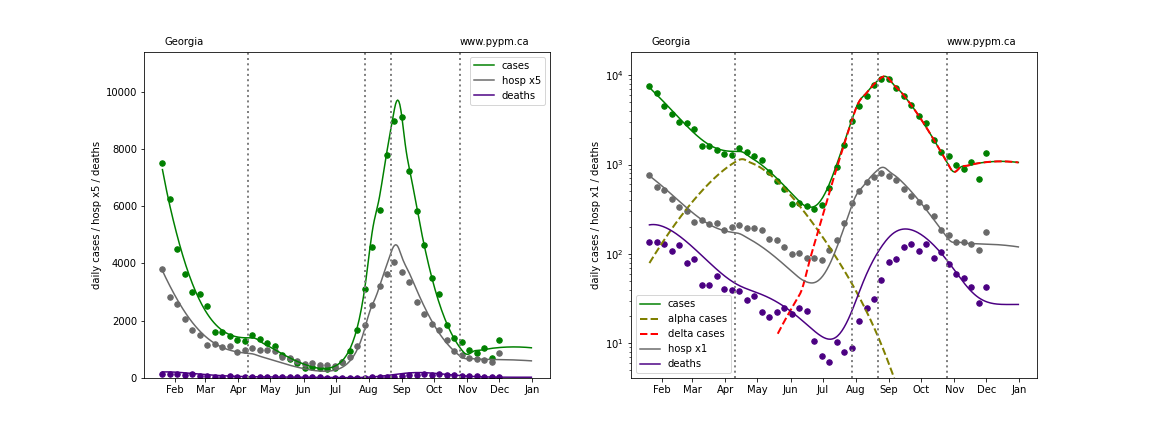 Georgia
www.pypm.ca
daily cases / hosp x5 / deaths
10000
8000
6000
4000
2000
0
cases
hosp x5
deaths
Feb Mar Apr May Jun Jul Aug Sep Oct Nov Dec Jan
Georgia
www.pypm.ca
daily cases / hosp x1 / deaths
10⁴
10³
10²
10¹
cases
alpha cases
delta cases
hosp x1
deaths
Feb Mar Apr May Jun Jul Aug Sep Oct Nov Dec Jan